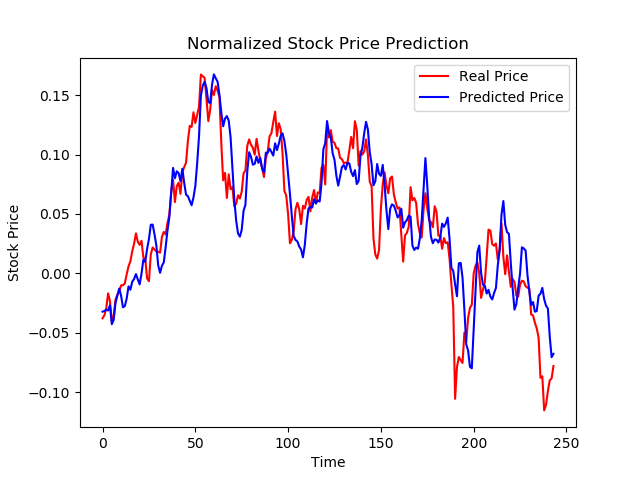 Normalized Stock Price Prediction
Real Price
Predicted Price
Stock Price
0.15
0.10
0.05
0.00
−0.05
−0.10
0 50 100 150 200 250
Time